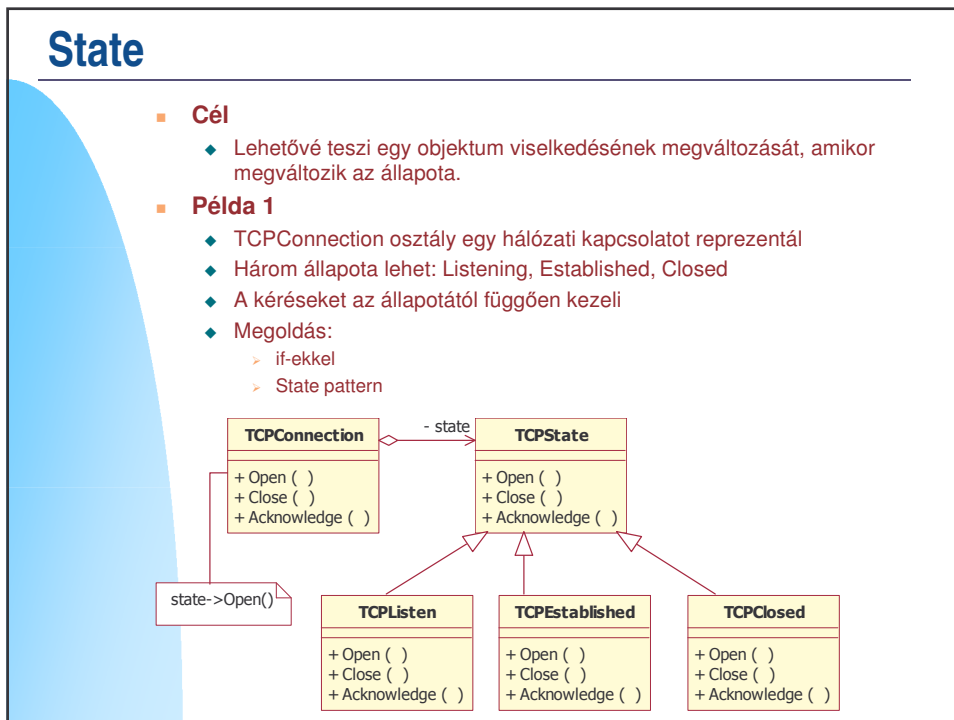 State
Cél
Lehetővé teszi egy objektum viselkedésének megváltozását, amikor
megváltozik az állapota.
Példa 1
TCPConnection osztály egy hálózati kapcsolatot reprezentál
Három állapota lehet: Listening, Established, Closed
A kéréseket az állapotától függően kezeli
Megoldás:
if-ekkel
State pattern
TCPConnection
+ Open ( )
+ Close ( )
+ Acknowledge ( )
- state
TCPState
+ Open ( )
+ Close ( )
+ Acknowledge ( )
state->Open()
TCPListen
+ Open ( )
+ Close ( )
+ Acknowledge ( )
TCPEstablished
+ Open ( )
+ Close ( )
+ Acknowledge ( )
TCPClosed
+ Open ( )
+ Close ( )
+ Acknowledge ( )